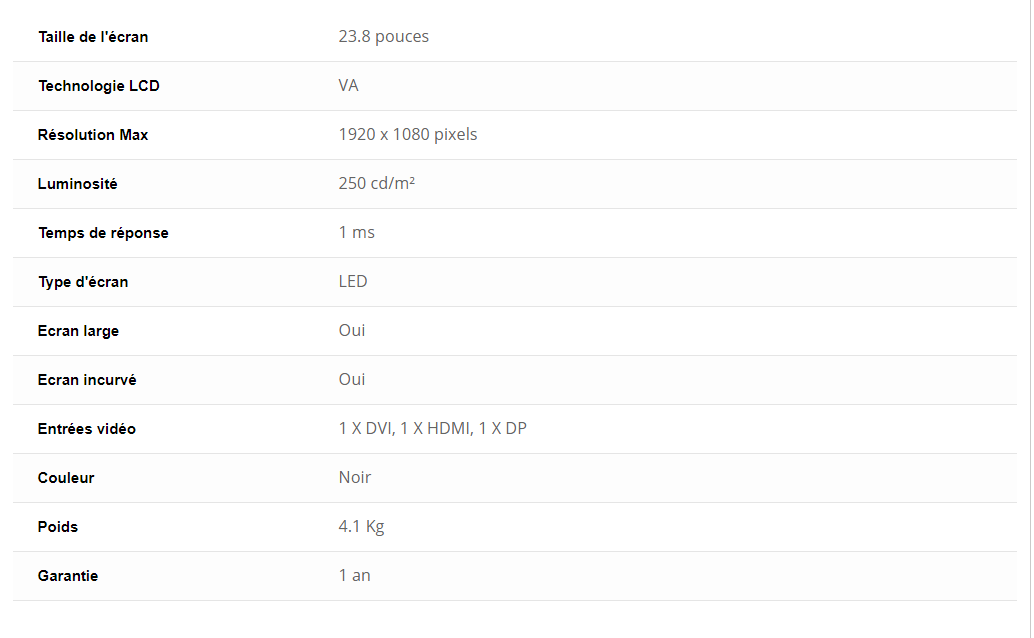 Taille de l'écran 23.8 pouces
Technologie LCD VA
Résolution Max 1920 x 1080 pixels
Luminosité 250 cd/m²
Temps de réponse 1 ms
Type d'écran LED
Ecran large Oui
Ecran incurvé Oui
Entrées vidéo 1 X DVI, 1 X HDMI, 1 X DP
Couleur Noir
Poids 4.1 Kg
Garantie 1 an